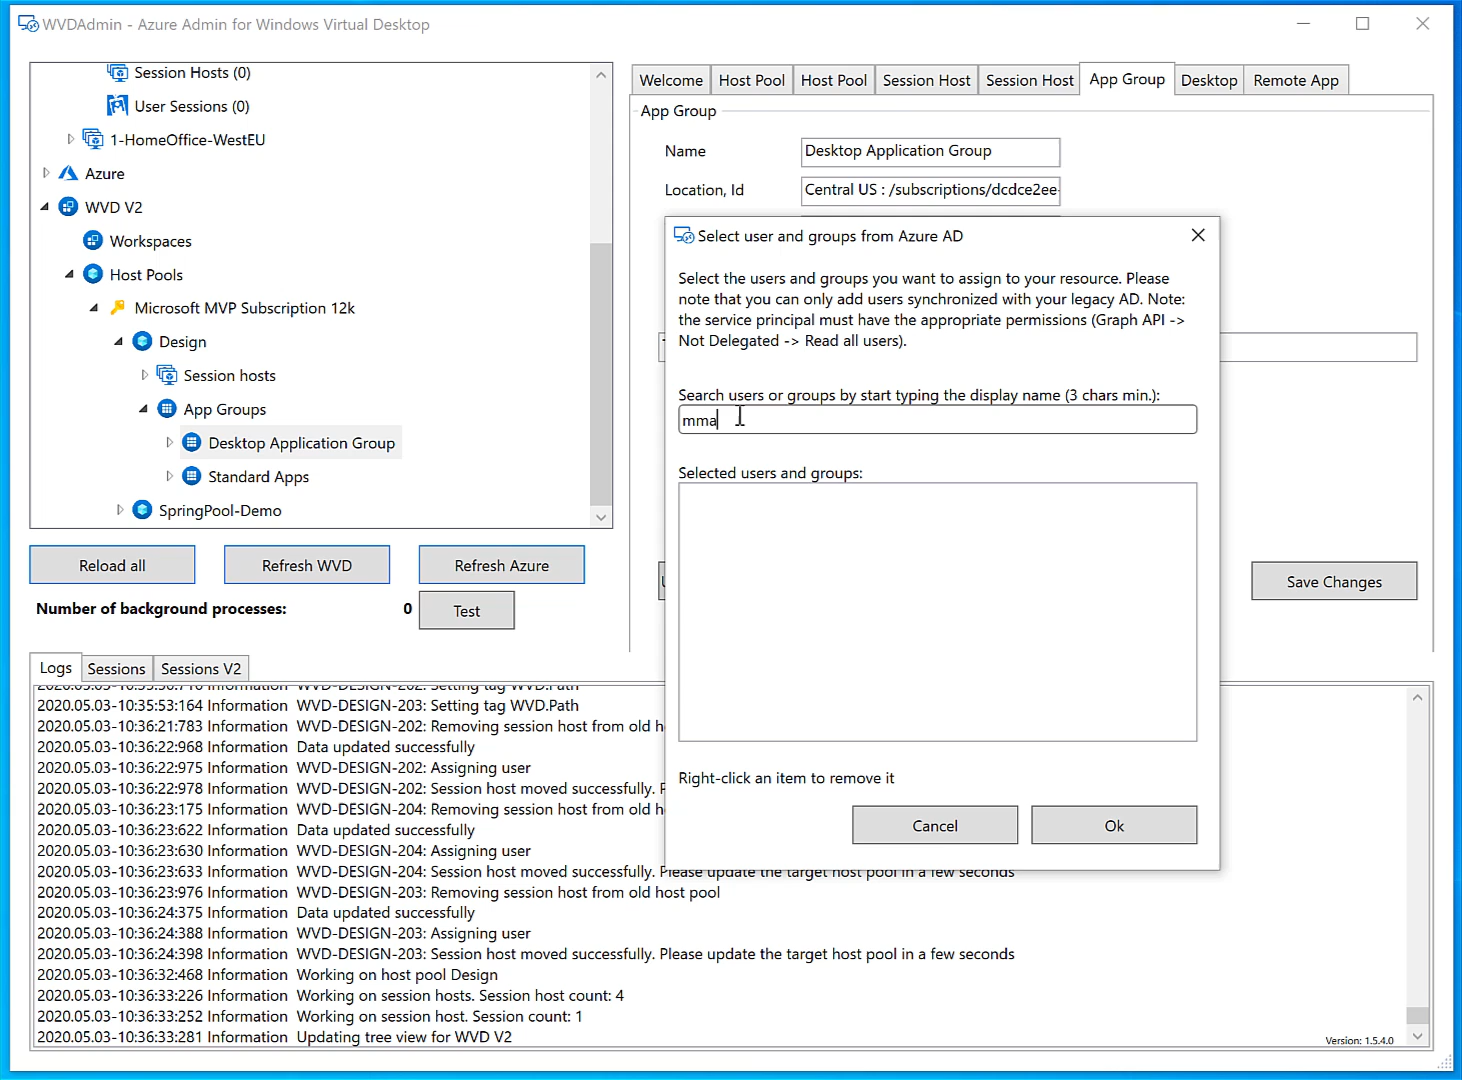 WVDAdmin - Azure Admin for Windows Virtual Desktop
Session Hosts (0)
User Sessions (0)
1-HomeOffice-WestEU
Azure
WVD V2
Workspaces
Host Pools
Microsoft MVP Subscription 12k
Design
Session hosts
App Groups
Desktop Application Group
Standard Apps
SpringPool-Demo
Reload all
Refresh WVD
Refresh Azure
Number of background processes: 0
Test
Welcome
Host Pool
Host Pool
Session Host
Session Host
App Group
Desktop
Remote App
App Group
Name
Desktop Application Group
Location, Id
Central US : /subscriptions/dcdce2ee-
Select user and groups from Azure AD
Select the users and groups you want to assign to your resource. Please
note that you can only add users synchronized with your legacy AD. Note:
the service principal must have the appropriate permissions (Graph API ->
Not Delegated -> Read all users).
Search users or groups by start typing the display name (3 chars min.):
mma
Selected users and groups:
Right-click an item to remove it
Cancel
Ok
Save Changes
Logs
Sessions
Sessions V2
Information WVD-DESIGN-202: Setting tag WVD.Path
2020.05.03-10:35:53:164 Information WVD-DESIGN-203: Setting tag WVD.Path
2020.05.03-10:36:21:783 Information WVD-DESIGN-202: Removing session host from old
2020.05.03-10:36:22:968 Information Data updated successfully
2020.05.03-10:36:22:975 Information WVD-DESIGN-202: Assigning user
2020.05.03-10:36:22:978 Information WVD-DESIGN-202: Session host moved successfully.
2020.05.03-10:36:23:175 Information WVD-DESIGN-204: Removing session host from old
2020.05.03-10:36:23:622 Information Data updated successfully
2020.05.03-10:36:23:630 Information WVD-DESIGN-204: Assigning user
2020.05.03-10:36:23:633 Information WVD-DESIGN-204: Session host moved successfully. Please update the target host pool in a few seconds
2020.05.03-10:36:23:976 Information WVD-DESIGN-203: Removing session host from old host pool
2020.05.03-10:36:24:375 Information Data updated successfully
2020.05.03-10:36:24:388 Information WVD-DESIGN-203: Assigning user
2020.05.03-10:36:24:398 Information WVD-DESIGN-203: Session host moved successfully. Please update the target host pool in a few seconds
2020.05.03-10:36:32:468 Information Working on host pool Design
2020.05.03-10:36:33:226 Information Working on session hosts. Session host count: 4
2020.05.03-10:36:33:252 Information Working on session host. Session count: 1
2020.05.03-10:36:33:281 Information Updating tree view for WVD V2
Version: 1.5.4.0